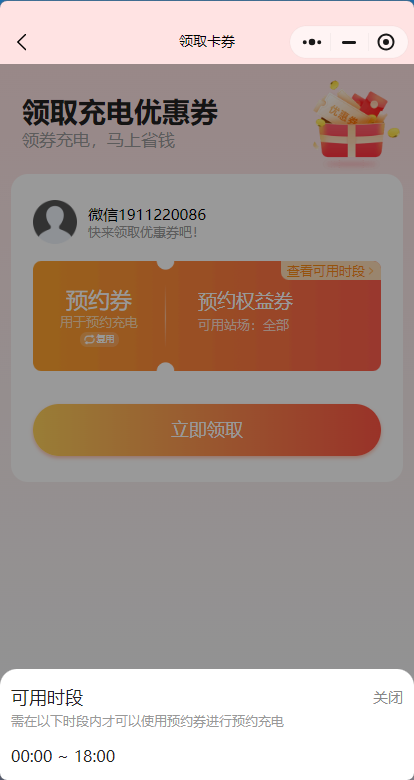 领取卡券
领取充电优惠券
领券充电，马上省钱
优惠券
微信1911220086
快来领取优惠券吧！
查看可用时段
预约券
预约权益券
用于预约充电
可用站场：全部
复用
立即领取
可用时段
关闭
需在以下时段内才可以使用预约券进行预约充电
00:00 ~ 18:00